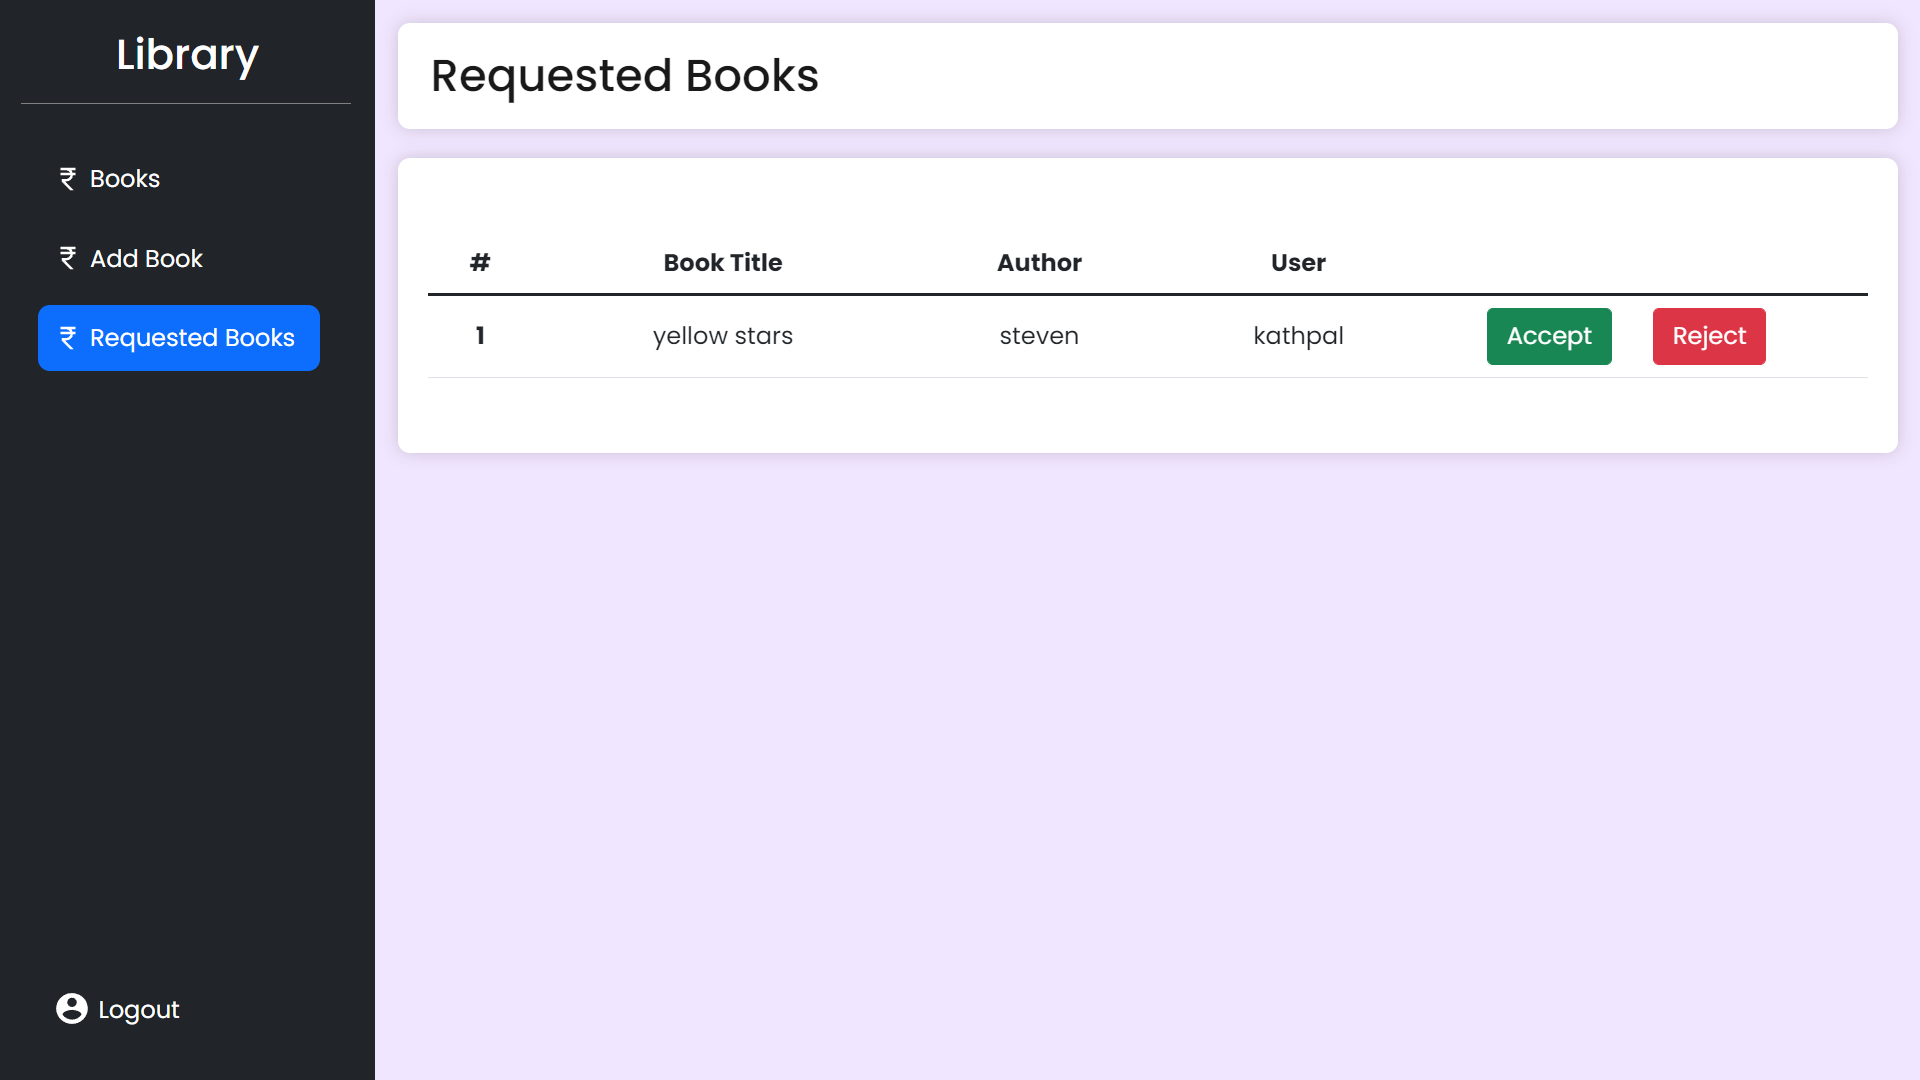 Library
₹ Books
₹ Add Book
₹ Requested Books
Logout
Requested Books
# Book Title Author User
1 yellow stars steven kathpal Accept Reject